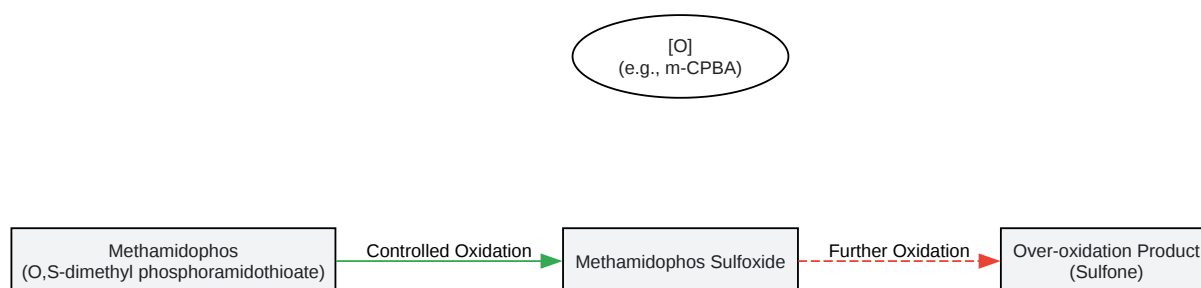 [O]
(e.g., m-CPBA)
Methamidophos
(O,S-dimethyl phosphoramidothioate)
Controlled Oxidation
Methamidophos Sulfoxide
Further Oxidation
Over-oxidation Product
(Sulfone)